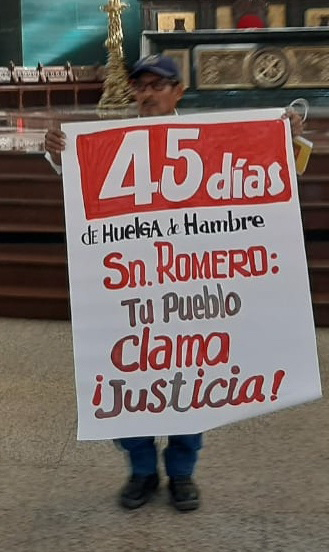 45 días
de Huelga de Hambre
Sn. Romero:
Tu Pueblo
Clama
¡Justicia!